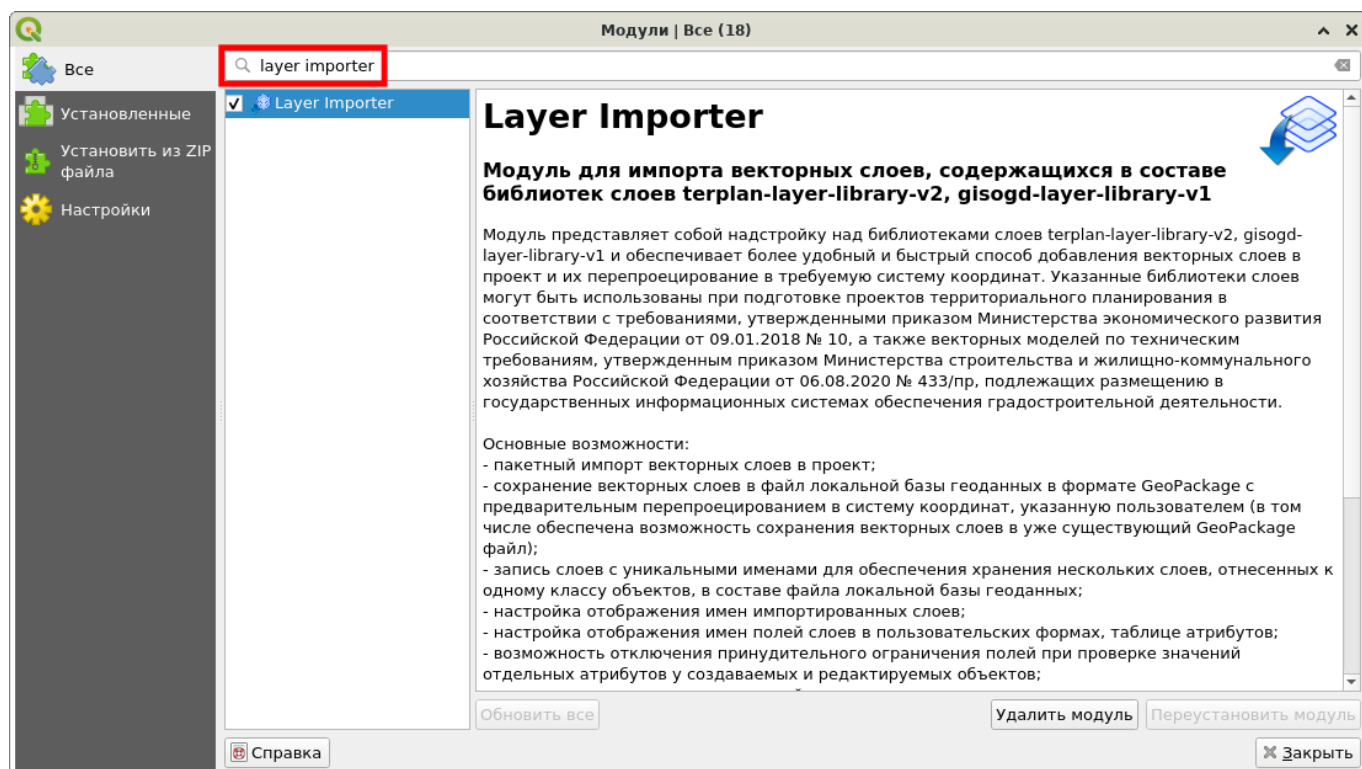 Модули | Все (18)
Все
layer importer
Установленные
Установить из ZIP
файла
Настройки
Layer Importer
Layer Importer
Модуль для импорта векторных слоев, содержащихся в составе
библиотек слоев terplan-layer-library-v2, gisogd-layer-library-v1
Модуль представляет собой надстройку над библиотеками слоев terplan-layer-library-v2, gisogd-
layer-library-v1 и обеспечивает более удобный и быстрый способ добавления векторных слоев в
проект и их перепроецирование в требуемую систему координат. Указанные библиотеки слоев
могут быть использованы при подготовке проектов территориального планирования в
соответствии с требованиями, утвержденными приказом Министерства экономического развития
Российской Федерации от 09.01.2018 № 10, а также векторных моделей по техническим
требованиям, утвержденным приказом Министерства строительства и жилищно-коммунального
хозяйства Российской Федерации от 06.08.2020 № 433/пр, подлежащих размещению в
государственных информационных системах обеспечения градостроительной деятельности.
Основные возможности:
- пакетный импорт векторных слоев в проект;
- сохранение векторных слоев в файл локальной базы геоданных в формате GeoPackage с
предварительным перепроецированием в систему координат, указанную пользователем (в том
числе обеспечена возможность сохранения векторных слоев в уже существующий GeoPackage
файл);
- запись слоев с уникальными именами для обеспечения хранения нескольких слоев, отнесенных к
одному классу объектов, в составе файла локальной базы геоданных;
- настройка отображения имен импортированных слоев;
- настройка отображения имен полей слоев в пользовательских формах, таблице атрибутов;
- возможность отключения принудительного ограничения полей при проверке значений
отдельных атрибутов у создаваемых и редактируемых объектов;
Обновить все
Удалить модуль
Переустановить модуль
Справка
Закрыть